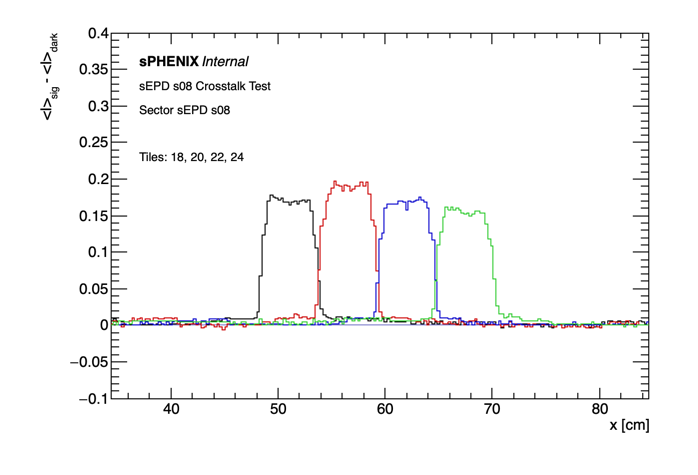 <I>sig - <I>dark
0.4
0.35
0.3
0.25
0.2
0.15
0.1
0.05
0
−0.05
−0.1
sPHENIX Internal
sEPD s08 Crosstalk Test
Sector sEPD s08
Tiles: 18, 20, 22, 24
40 50 60 70 80
x [cm]